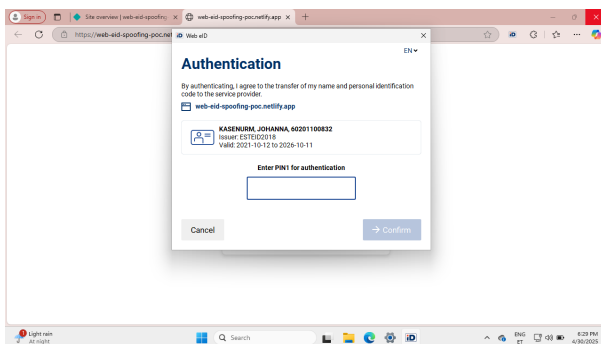 Sign in
Site overview | web-eid-spoofing
web-eid-spoofing-poc.netlify.app
https://web-eid-spoofing-poc.net
Web eID
EN
Authentication
By authenticating, I agree to the transfer of my name and personal identification
code to the service provider.
web-eid-spoofing-poc.netlify.app
KASENURM, JOHANNA, 60201100832
Issuer: ESTEID2018
Valid: 2021-10-12 to 2026-10-11
Enter PIN1 for authentication
Cancel
→ Confirm
Light rain
At night
Search
ENG
ET
6:29 PM
4/30/2025